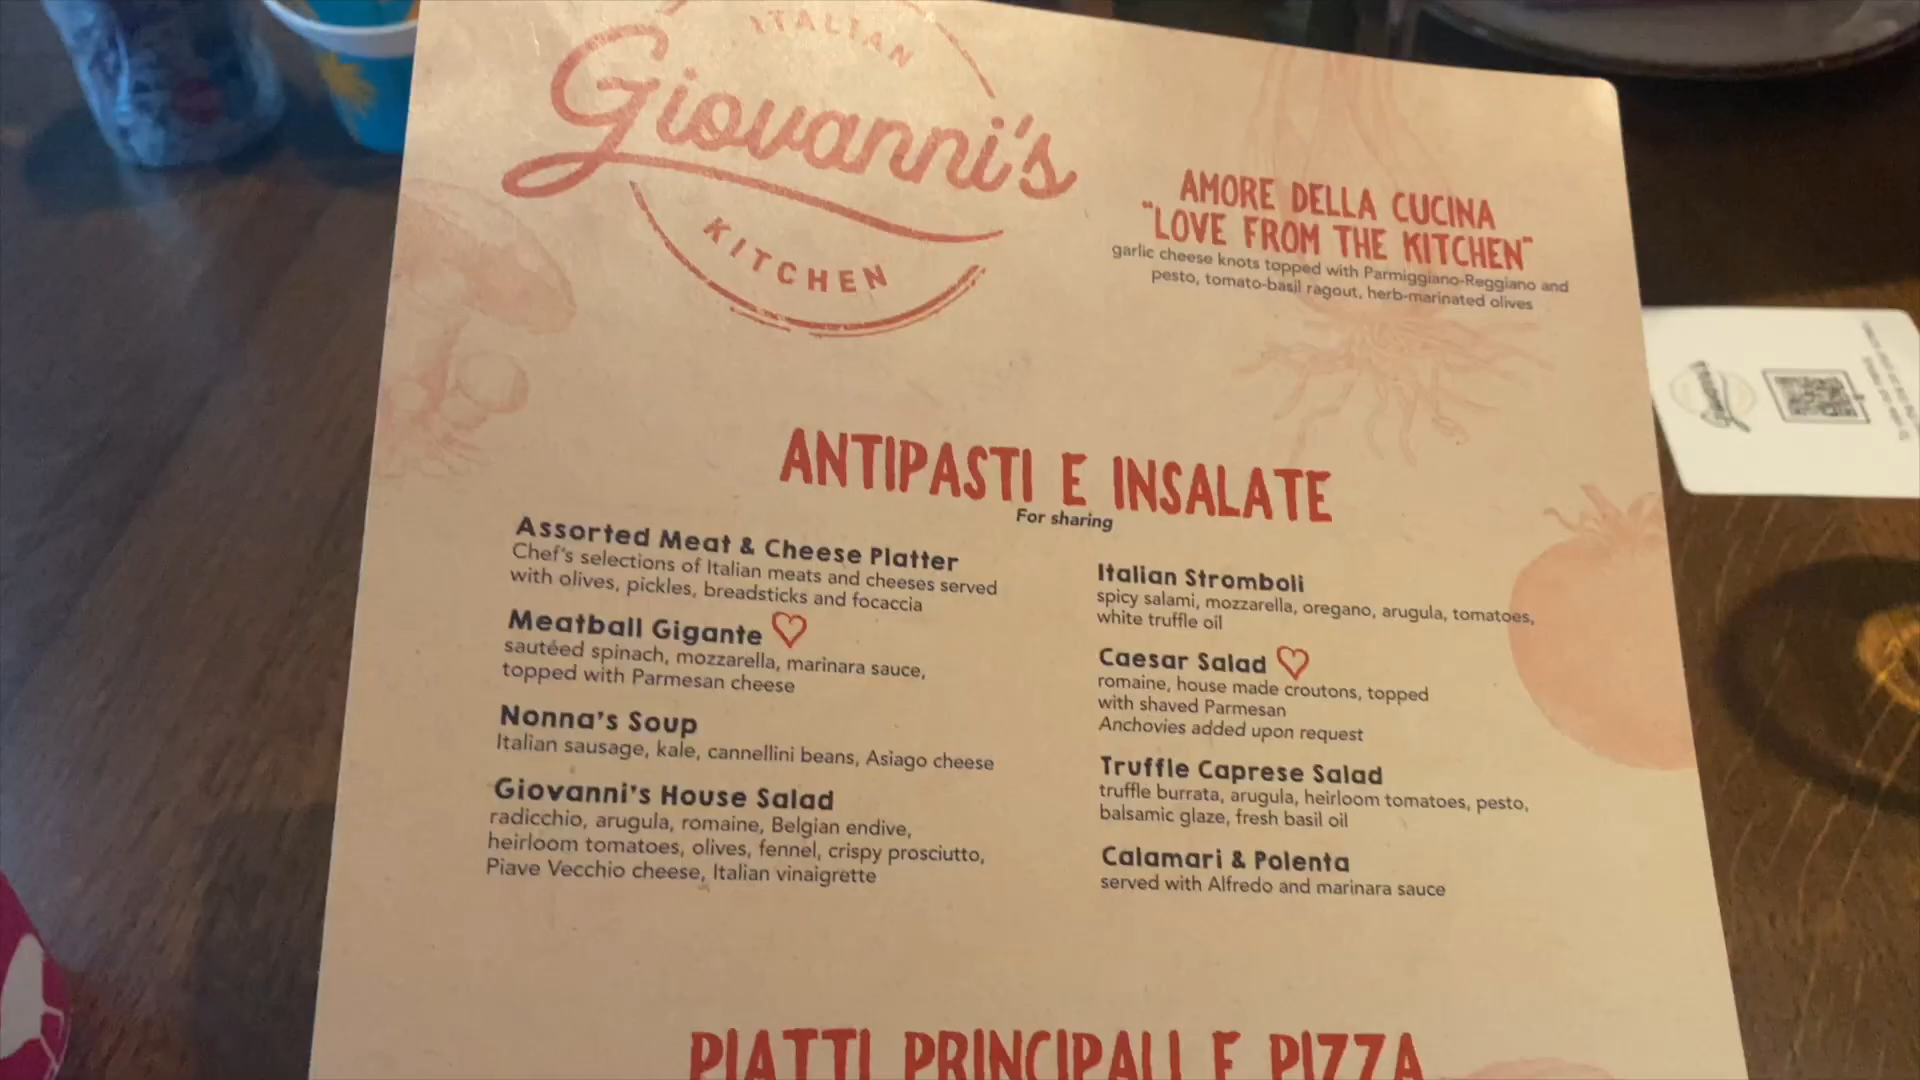 ITALIAN
Giovanni's
KITCHEN
AMORE DELLA CUCINA
"LOVE FROM THE KITCHEN"
garlic cheese knots topped with Parmiggiano-Reggiano and
pesto, tomato-basil ragout, herb-marinated olives
ANTIPASTI E INSALATE
For sharing
Assorted Meat & Cheese Platter
Chef's selections of Italian meats and cheeses served
with olives, pickles, breadsticks and focaccia
Meatball Gigante
sautéed spinach, mozzarella, marinara sauce,
topped with Parmesan cheese
Nonna's Soup
Italian sausage, kale, cannellini beans, Asiago cheese
Giovanni's House Salad
radicchio, arugula, romaine, Belgian endive,
heirloom tomatoes, olives, fennel, crispy prosciutto,
Piave Vecchio cheese, Italian vinaigrette
Italian Stromboli
spicy salami, mozzarella, oregano, arugula, tomatoes,
white truffle oil
Caesar Salad
romaine, house made croutons, topped
with shaved Parmesan
Anchovies added upon request
Truffle Caprese Salad
truffle burrata, arugula, heirloom tomatoes, pesto,
balsamic glaze, fresh basil oil
Calamari & Polenta
served with Alfredo and marinara sauce
PIATTI PRINCIPALI E PIZZA
Giovanni's